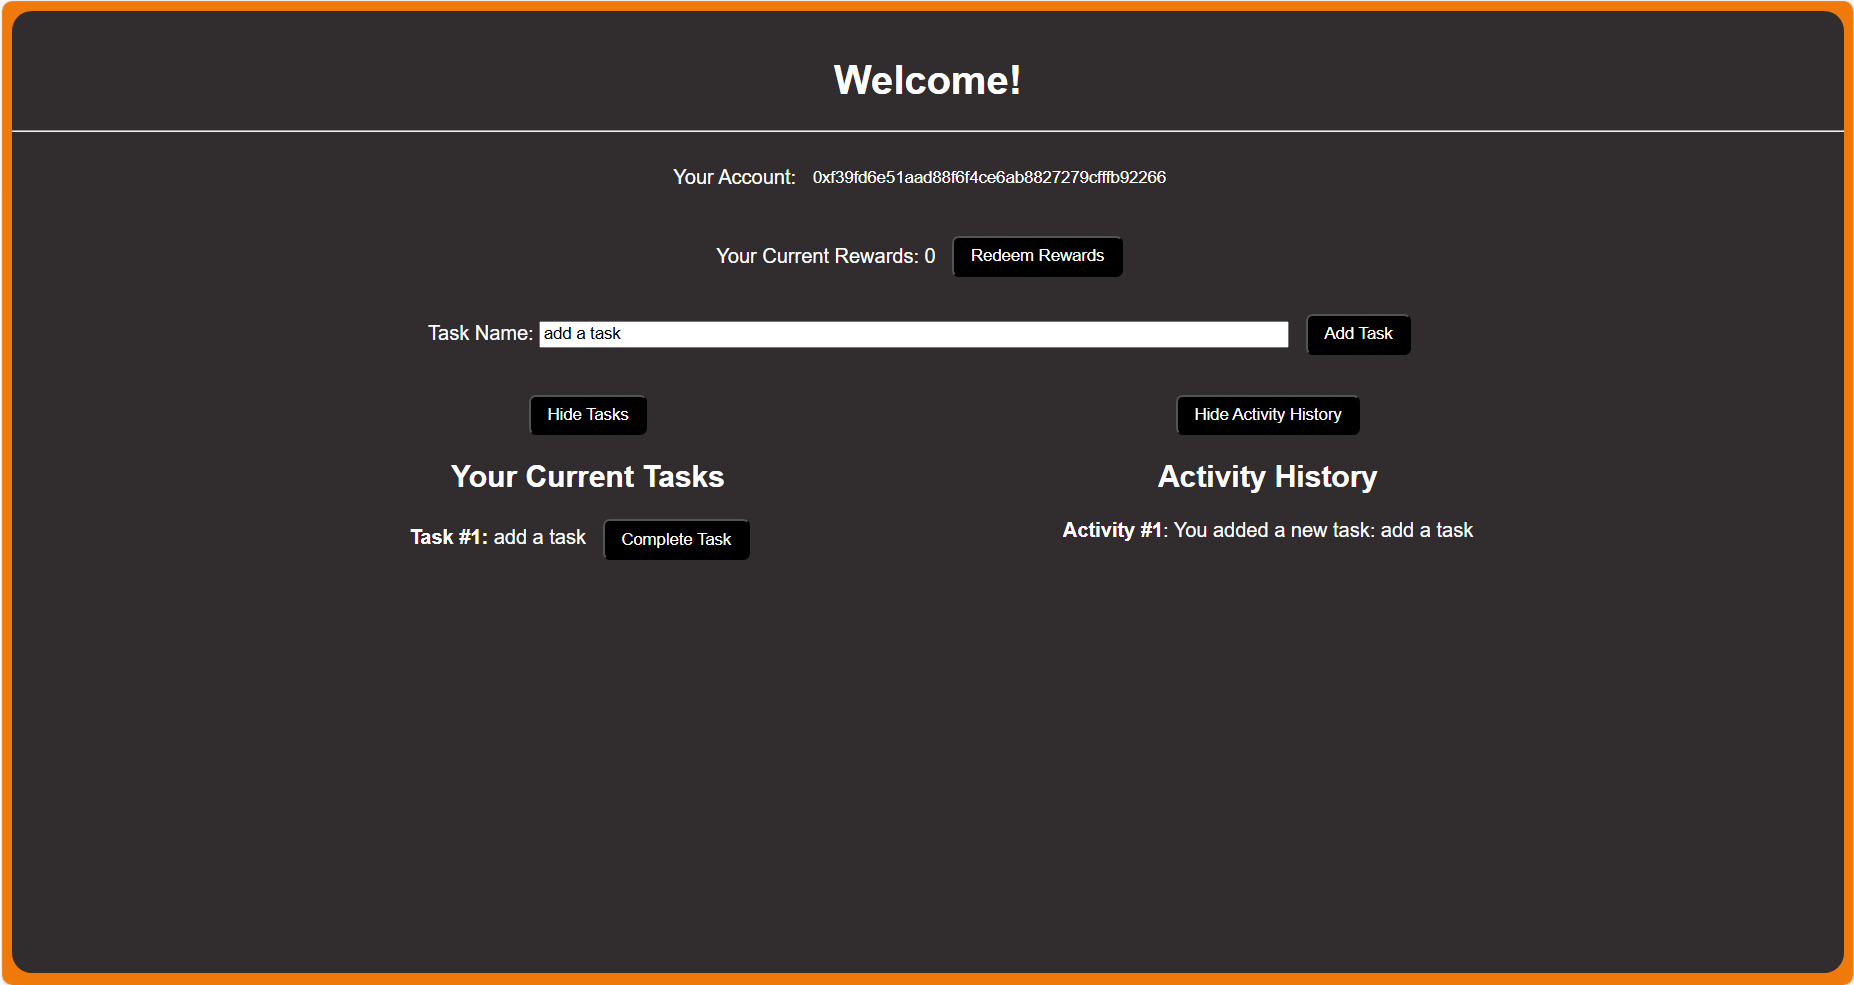 Welcome!
Your Account: 0xf39fd6e51aad88f6f4ce6ab8827279cfffb92266
Your Current Rewards: 0 Redeem Rewards
Task Name: add a task Add Task
Hide Tasks
Your Current Tasks
Task #1: add a task Complete Task
Hide Activity History
Activity History
Activity #1: You added a new task: add a task